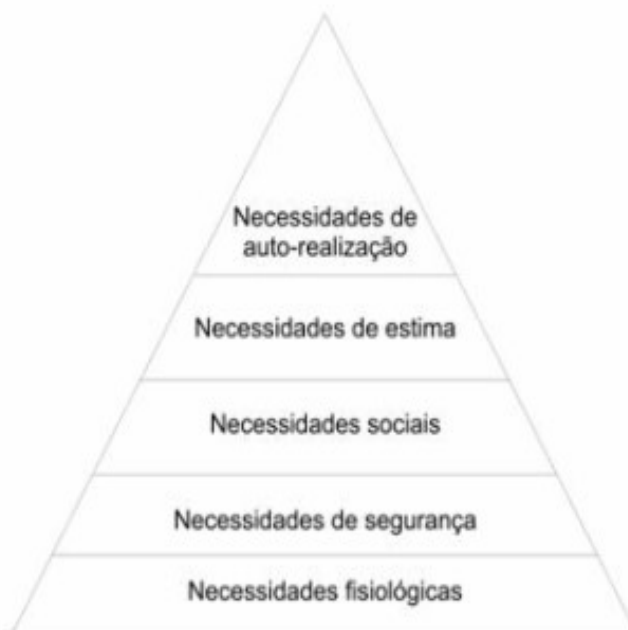 Necessidades de
auto-realização
Necessidades de estima
Necessidades sociais
Necessidades de segurança
Necessidades fisiológicas